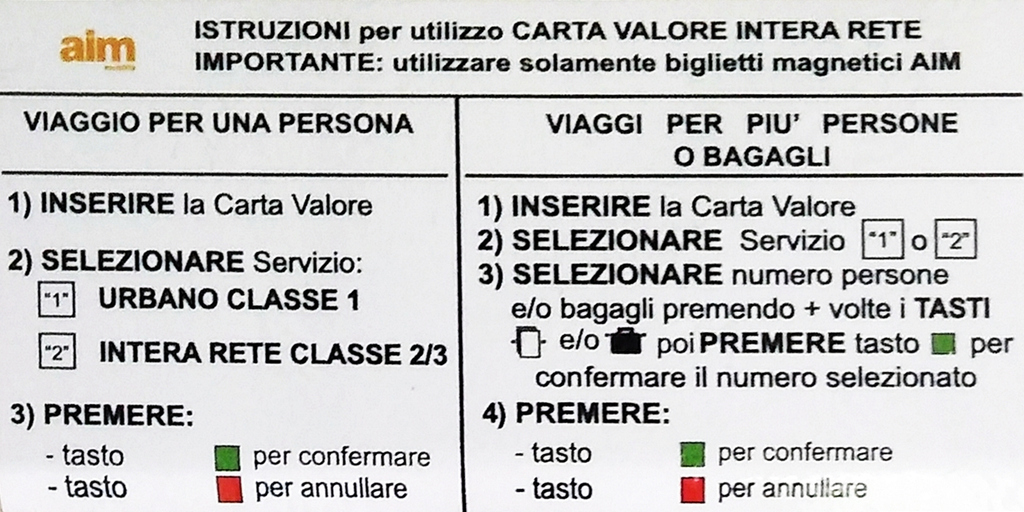 aim
ISTRUZIONI per utilizzo CARTA VALORE INTERA RETE
IMPORTANTE: utilizzare solamente biglietti magnetici AIM
VIAGGIO PER UNA PERSONA
1) INSERIRE la Carta Valore
2) SELEZIONARE Servizio:
"1" URBANO CLASSE 1
"2" INTERA RETE CLASSE 2/3
3) PREMERE:
- tasto per confermare
- tasto per annullare
VIAGGI PER PIU' PERSONE
O BAGAGLI
1) INSERIRE la Carta Valore
2) SELEZIONARE Servizio "1" o "2"
3) SELEZIONARE numero persone
e/o bagagli premendo + volte i TASTI
e/o poi PREMERE tasto per
confermare il numero selezionato
4) PREMERE:
- tasto per confermare
- tasto per annullare